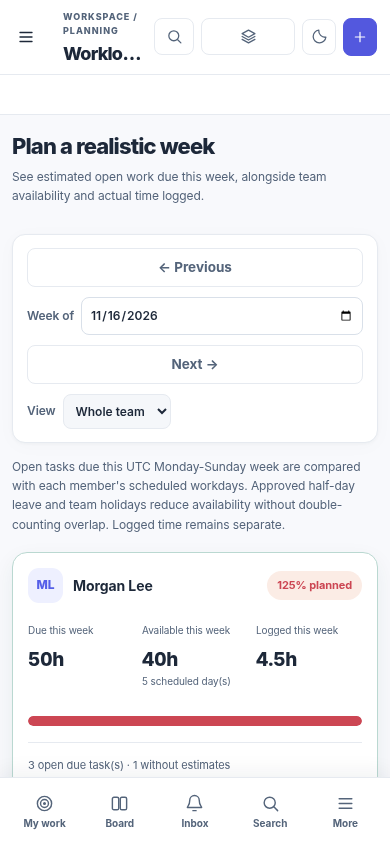 WORKSPACE /
PLANNING
Worklo...
Plan a realistic week
See estimated open work due this week, alongside team
availability and actual time logged.
← Previous
Week of 11/16/2026
Next →
View Whole team
Open tasks due this UTC Monday-Sunday week are compared
with each member's scheduled workdays. Approved half-day
leave and team holidays reduce availability without double-
counting overlap. Logged time remains separate.
ML Morgan Lee 125% planned
Due this week Available this week Logged this week
50h 40h 4.5h
5 scheduled day(s)
3 open due task(s) · 1 without estimates
My work Board Inbox Search More